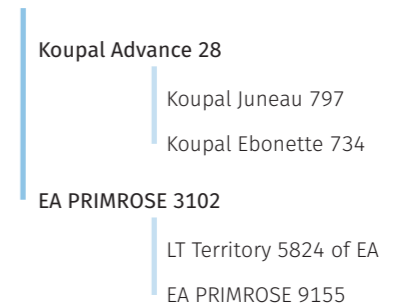 Koupal Advance 28
Koupal Juneau 797
Koupal Ebonette 734
EA PRIMROSE 3102
LT Territory 5824 of EA
EA PRIMROSE 9155